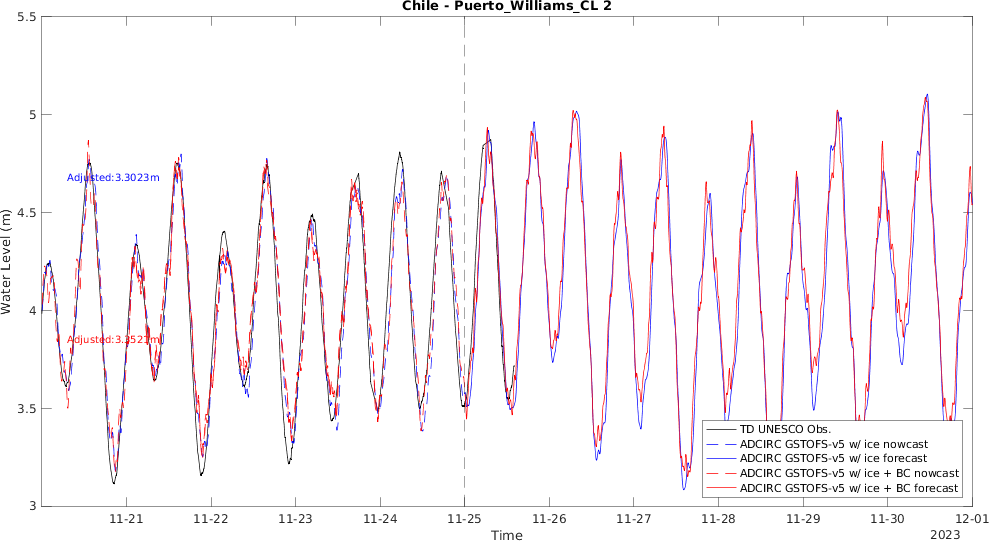 Chile - Puerto_Williams_CL 2
5.5
5
4.5
4
3.5
3
Water Level (m)
Adjusted:3.3023m
TD UNESCO Obs.
ADCIRC GSTOFS-v5 w/ ice nowcast
ADCIRC GSTOFS-v5 w/ ice forecast
ADCIRC GSTOFS-v5 w/ ice + BC nowcast
ADCIRC GSTOFS-v5 w/ ice + BC forecast
11-21
11-22
11-23
11-24
11-25
11-26
11-27
11-28
11-29
11-30
12-01
Time
2023